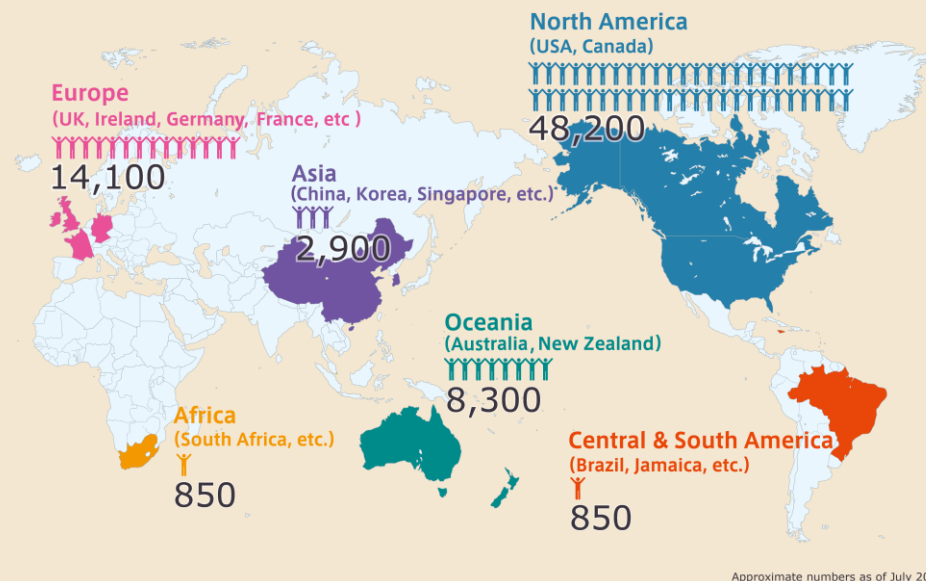 North America
(USA, Canada)
48,200
Europe
(UK, Ireland, Germany, France, etc )
14,100
Asia
(China, Korea, Singapore, etc.)
2,900
Oceania
(Australia, New Zealand)
8,300
Africa
(South Africa, etc.)
850
Central & South America
(Brazil, Jamaica, etc.)
850
Approximate numbers as of July